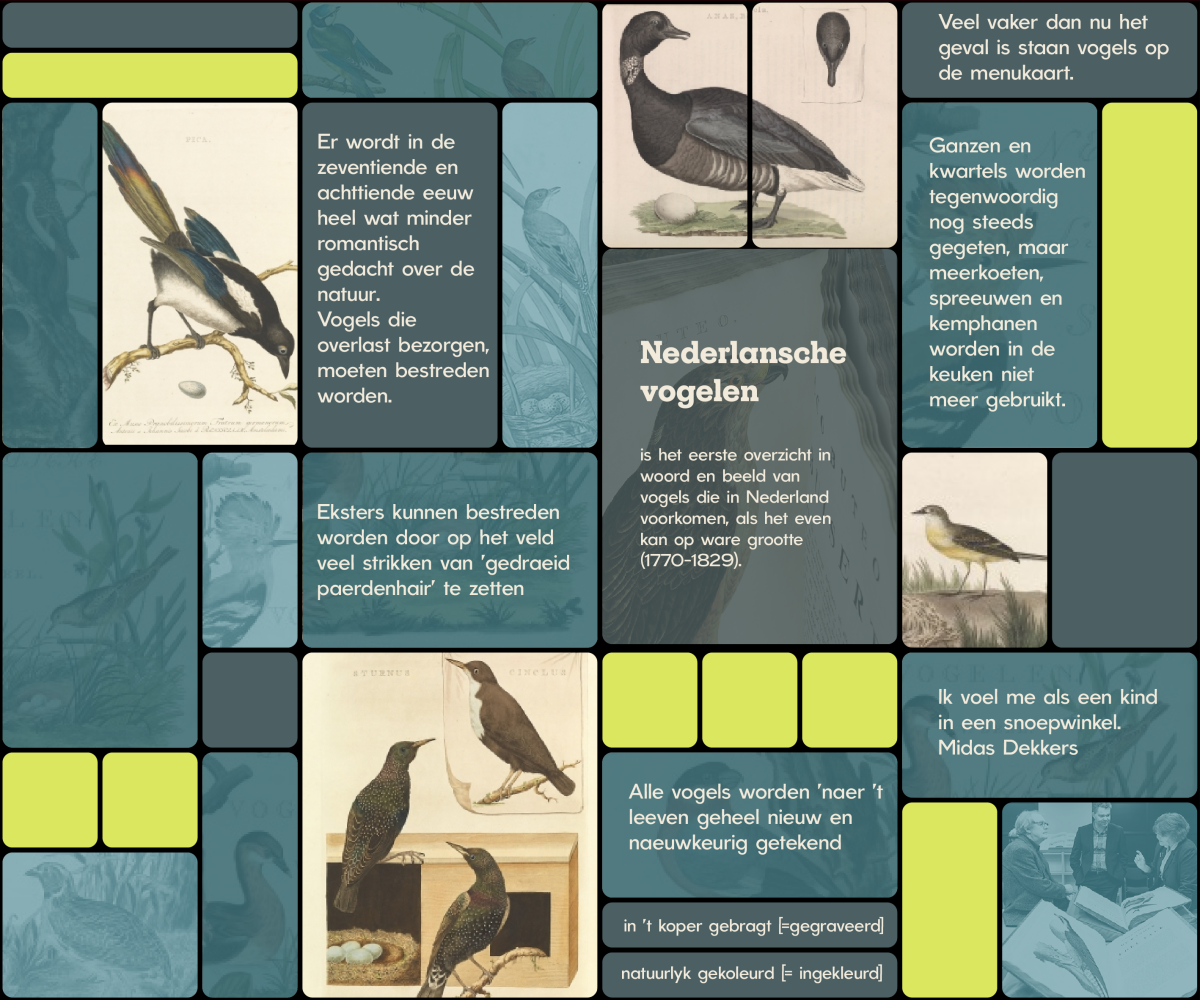 PICA.
Er wordt in de
zeventiende en
achttiende eeuw
heel wat minder
romantisch
gedacht over de
natuur.
Vogels die
overlast bezorgen,
moeten bestreden
worden.
Eksters kunnen bestreden
worden door op het veld
veel strikken van 'gedraeid
paerdenhair' te zetten
STURNUS
CINCLUS
Nederlansche
vogelen
is het eerste overzicht in
woord en beeld van
vogels die in Nederland
voorkomen, als het even
kan op ware grootte
(1770-1829).
Alle vogels worden 'naer 't
leeven geheel nieuw en
naeuwkeurig getekend
in 't koper gebragt [=gegraveerd]
natuurlyk gekoleurd [= ingekleurd]
Veel vaker dan nu het
geval is staan vogels op
de menukaart.
Ganzen en
kwartels worden
tegenwoordig
nog steeds
gegeten, maar
meerkoeten,
spreeuwen en
kemphanen
worden in de
keuken niet
meer gebruikt.
Ik voel me als een kind
in een snoepwinkel.
Midas Dekkers